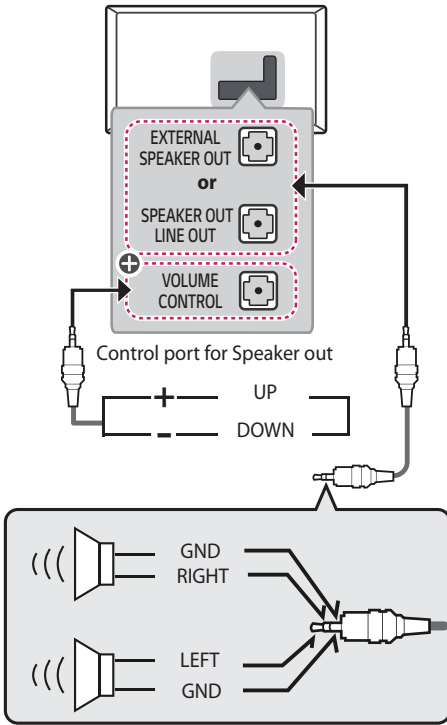 EXTERNAL
SPEAKER OUT
or
SPEAKER OUT
LINE OUT
VOLUME
CONTROL
Control port for Speaker out
+ UP
- DOWN
GND
RIGHT
LEFT
GND